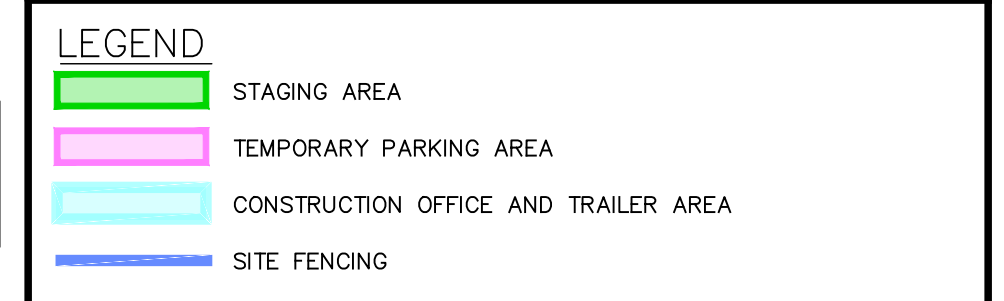 LEGEND
STAGING AREA
TEMPORARY PARKING AREA
CONSTRUCTION OFFICE AND TRAILER AREA
SITE FENCING